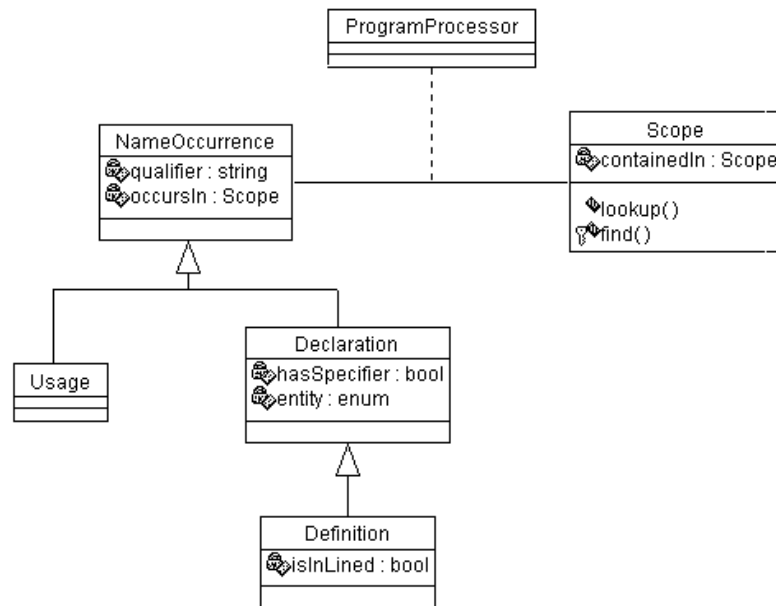 ProgramProcessor
NameOccurrence
qualifier : string
occursIn : Scope
Scope
containedIn : Scope
lookup()
find()
Usage
Declaration
hasSpecifier : bool
entity : enum
Definition
isInLined : bool